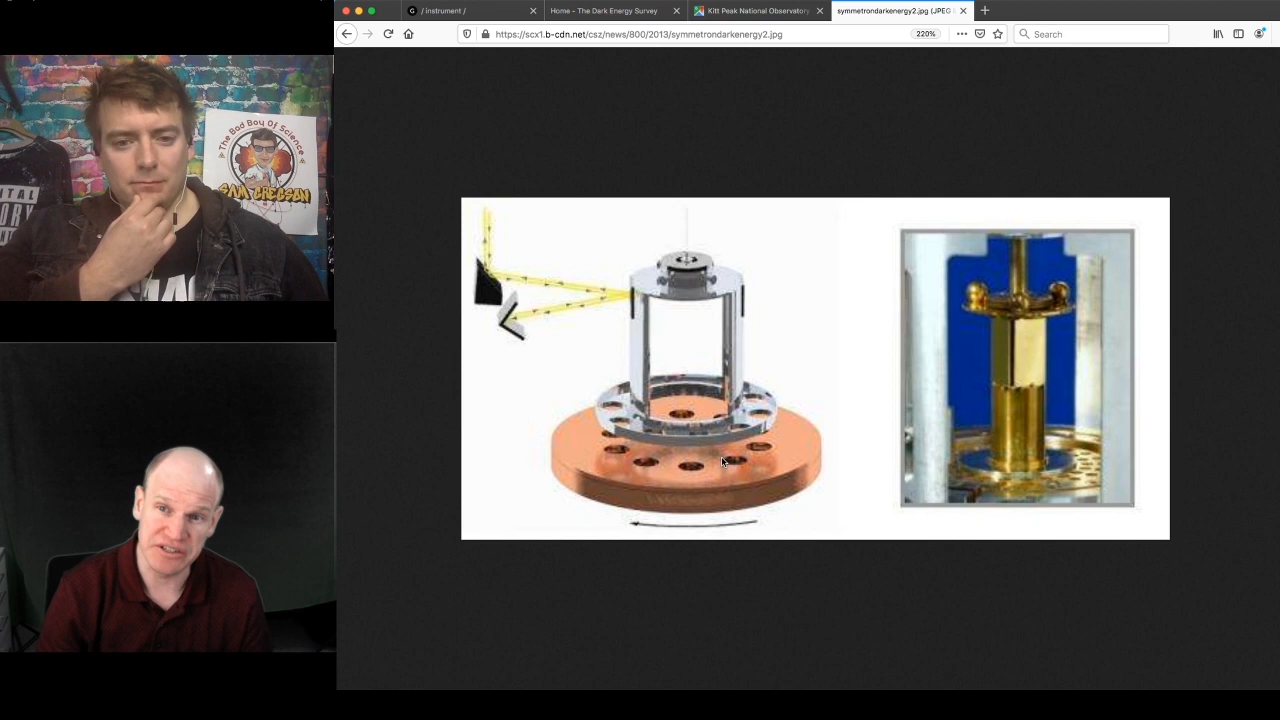 / instrument /
Home - The Dark Energy Survey
Kitt Peak National Observatory
symmetrondarkenergy2.jpg (JPEG I
https://scx1.b-cdn.net/csz/news/800/2013/symmetrondarkenergy2.jpg
220%
Search
The Bad Boy Of Science
SAM GREGSON